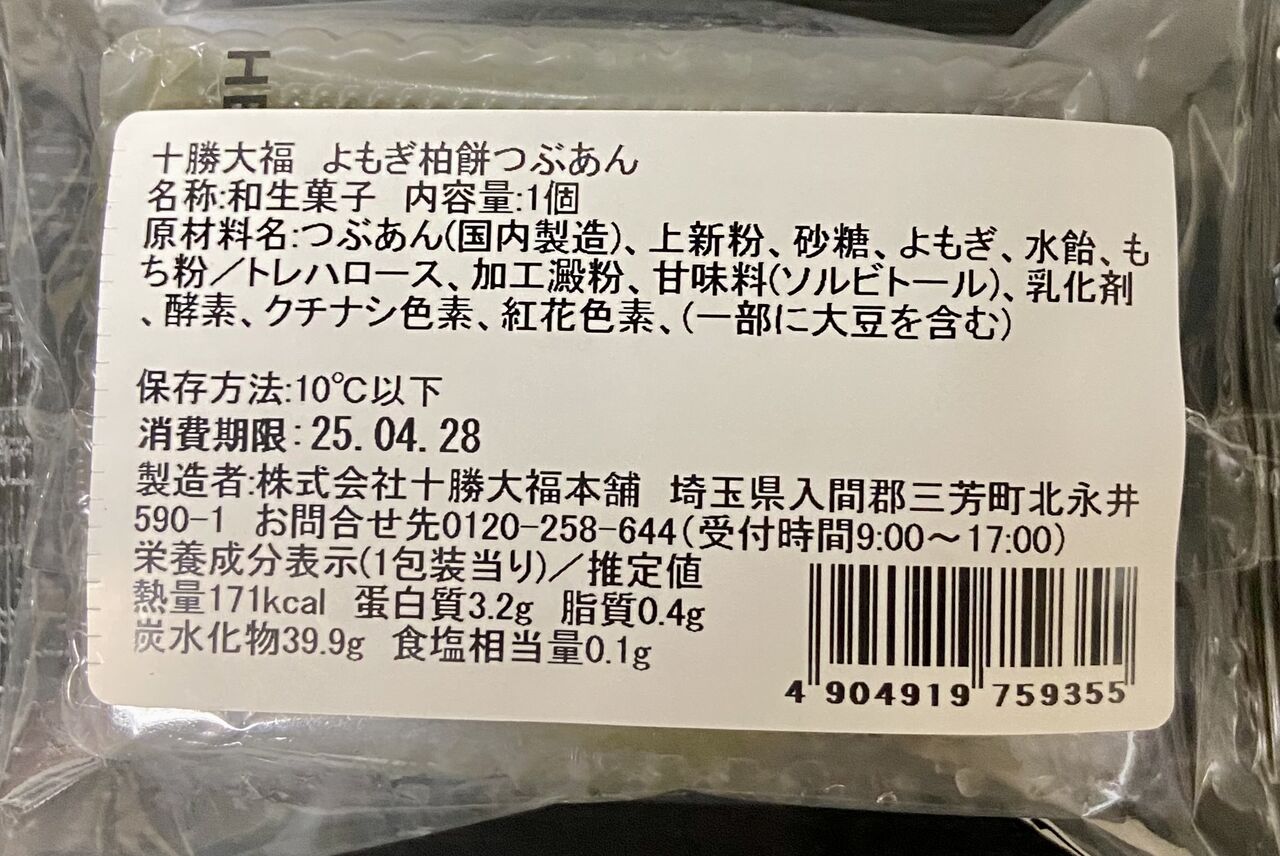 十勝大福 よもぎ柏餅つぶあん
名称:和生菓子 内容量:1個
原材料名:つぶあん(国内製造)、上新粉、砂糖、よもぎ、水飴、も
ち粉／トレハロース、加工澱粉、甘味料(ソルビトール)、乳化剤
、酵素、クチナシ色素、紅花色素、(一部に大豆を含む)
保存方法:10℃以下
消費期限:25.04.28
製造者:株式会社十勝大福本舗 埼玉県入間郡三芳町北永井
590-1 お問合せ先0120-258-644(受付時間9:00～17:00)
栄養成分表示(1包装当り)／推定値
熱量171kcal 蛋白質3.2g 脂質0.4g
炭水化物39.9g 食塩相当量0.1g
4 904919 759355